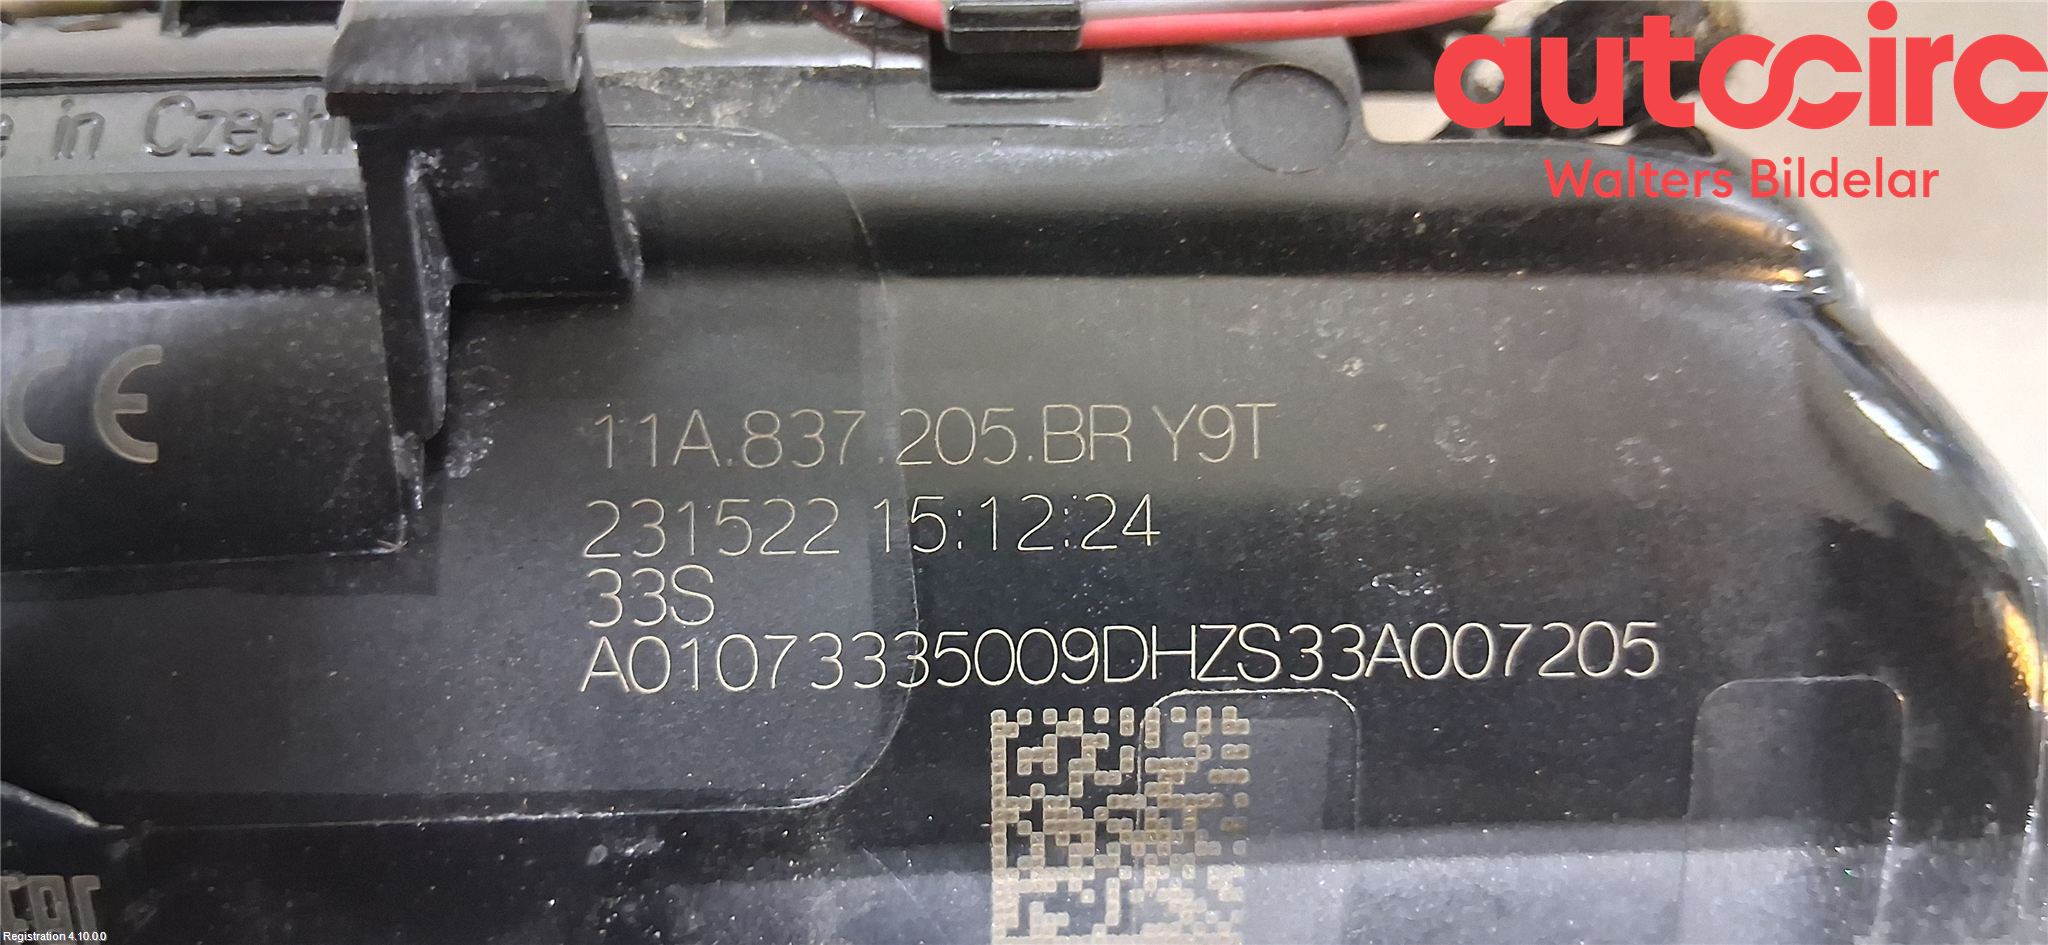 autocirc
Walters Bildelar
in Czech
CE
11A.837.205.BR Y9T
231522 15:12:24
33S
A01073335009DHZS33A007205
Registration 4.10.0.0